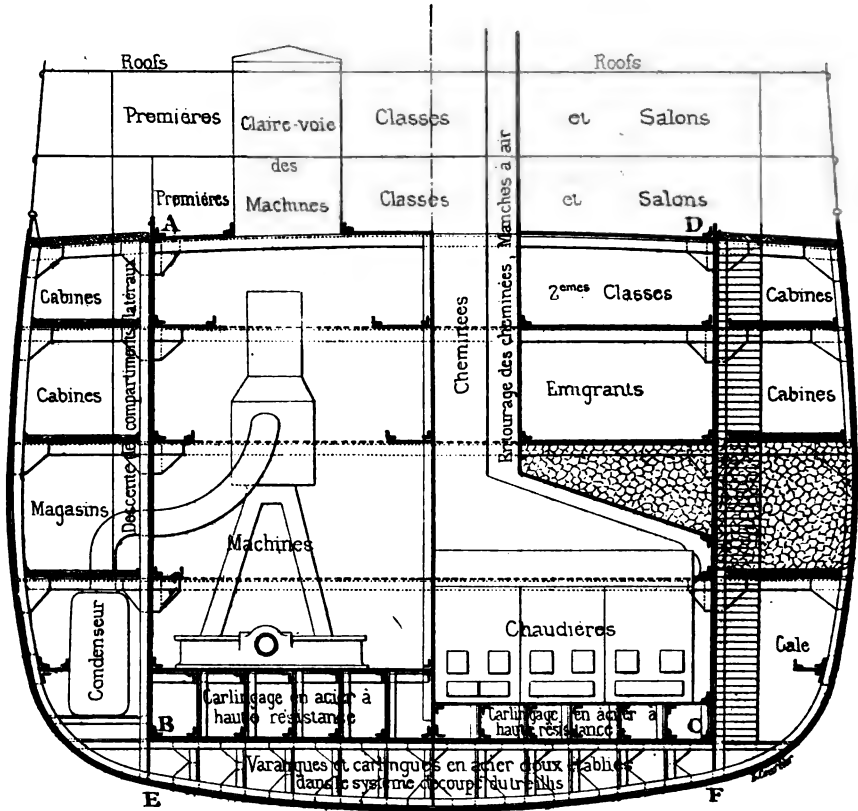 Roofs Roofs
Premières Claire-voie Classes et Salons
des
Premières Machines Classes et Salons
A D
Cabines 2emes Classes Cabines
Descente des compartiments latéraux
Cheminées
Entourage des cheminées, Manches à air
Cabines Emigrants Cabines
Magasins
Machines
Condenseur
Chaudières
Cale
Carlingage en acier à
haute résistance
Carlingage en acier à
haute résistance
B C
Varangues et carlingues en acier doux établies
dans le système découpé du treillis
E F